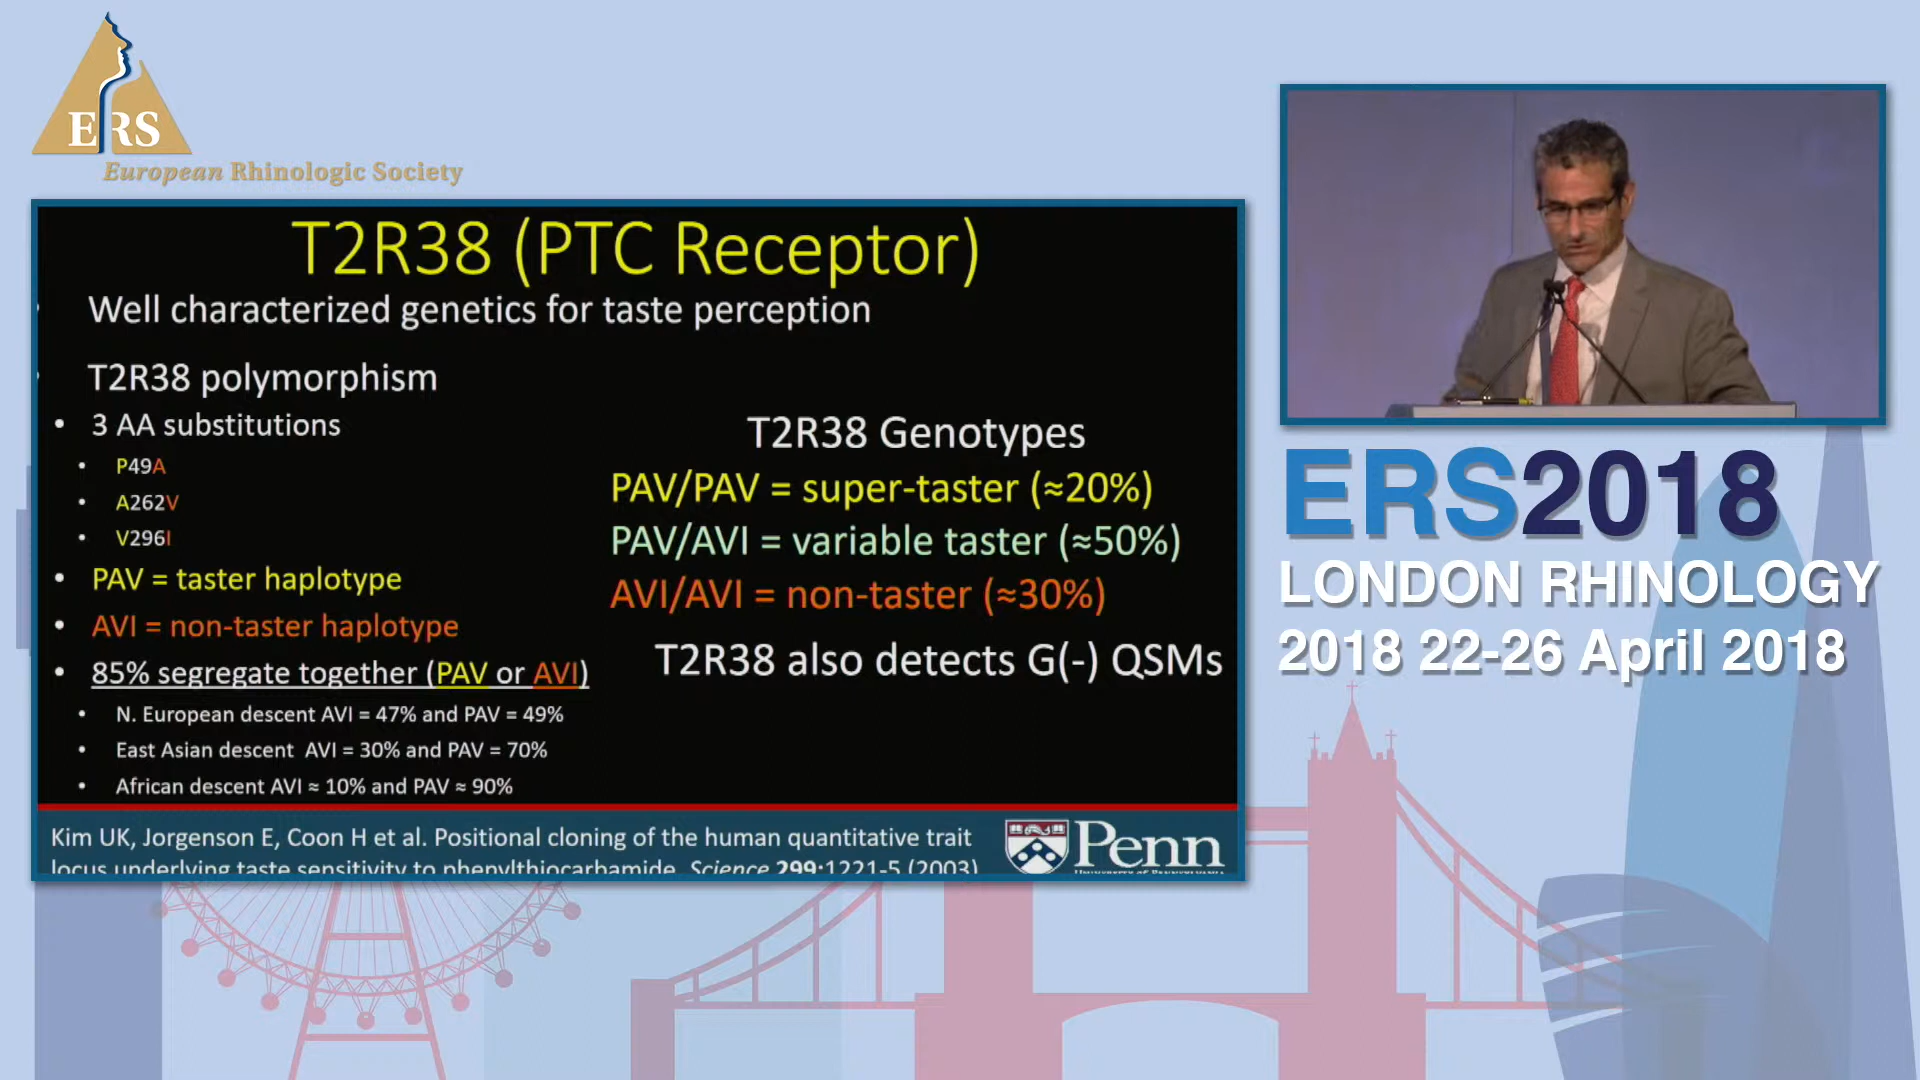 ERS
European Rhinologic Society
T2R38 (PTC Receptor)
Well characterized genetics for taste perception
T2R38 polymorphism
• 3 AA substitutions
• P49A
• A262V
• V296I
• PAV = taster haplotype
• AVI = non-taster haplotype
• 85% segregate together (PAV or AVI)
• N. European descent AVI = 47% and PAV = 49%
• East Asian descent AVI = 30% and PAV = 70%
• African descent AVI ≈ 10% and PAV ≈ 90%
T2R38 Genotypes
PAV/PAV = super-taster (≈20%)
PAV/AVI = variable taster (≈50%)
AVI/AVI = non-taster (≈30%)
T2R38 also detects G(-) QSMs
Kim UK, Jorgenson E, Coon H et al. Positional cloning of the human quantitative trait
locus underlying taste sensitivity to phenylthiocarbamide. Science 299:1221-5 (2003)
Penn
UNIVERSITY OF PENNSYLVANIA
ERS2018
LONDON RHINOLOGY
2018 22-26 April 2018